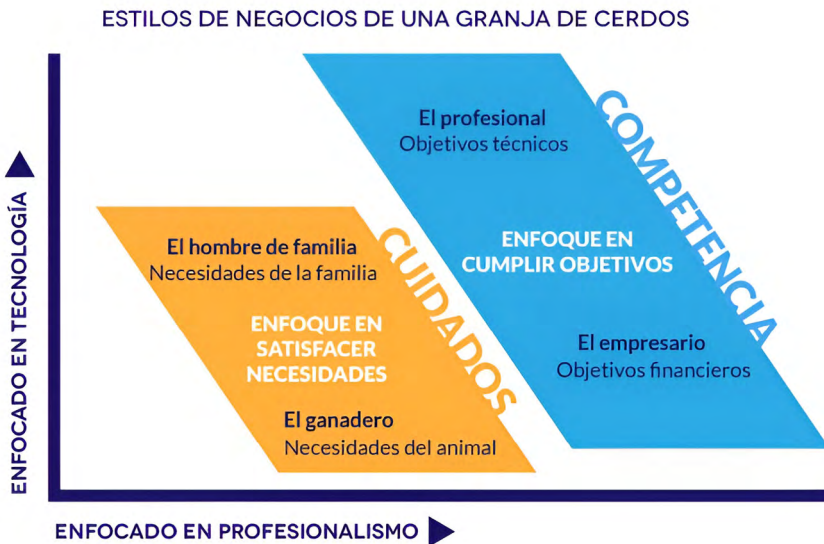 ESTILOS DE NEGOCIOS DE UNA GRANJA DE CERDOS
ENFOCADO EN TECNOLOGÍA
El profesional
Objetivos técnicos
COMPETENCIA
ENFOQUE EN
CUMPLIR OBJETIVOS
El empresario
Objetivos financieros
El hombre de familia
Necesidades de la familia
CUIDADOS
ENFOQUE EN
SATISFACER
NECESIDADES
El ganadero
Necesidades del animal
ENFOCADO EN PROFESIONALISMO